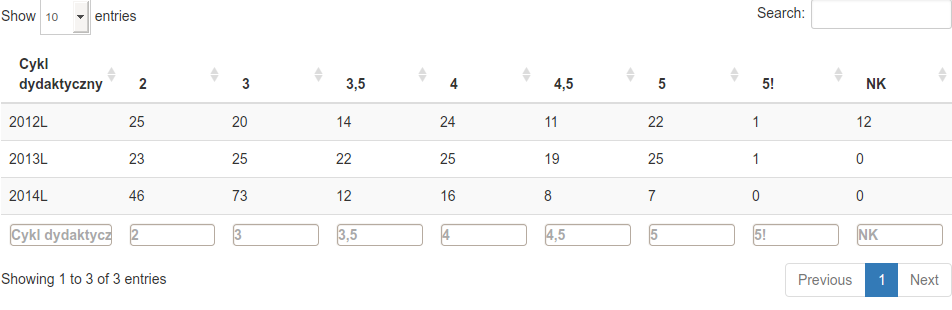 Show 10 entries Search:
Cykl dydaktyczny 2 3 3,5 4 4,5 5 5! NK
2012L 25 20 14 24 11 22 1 12
2013L 23 25 22 25 19 25 1 0
2014L 46 73 12 16 8 7 0 0
Cykl dydaktycz 2 3 3,5 4 4,5 5 5! NK
Showing 1 to 3 of 3 entries Previous 1 Next